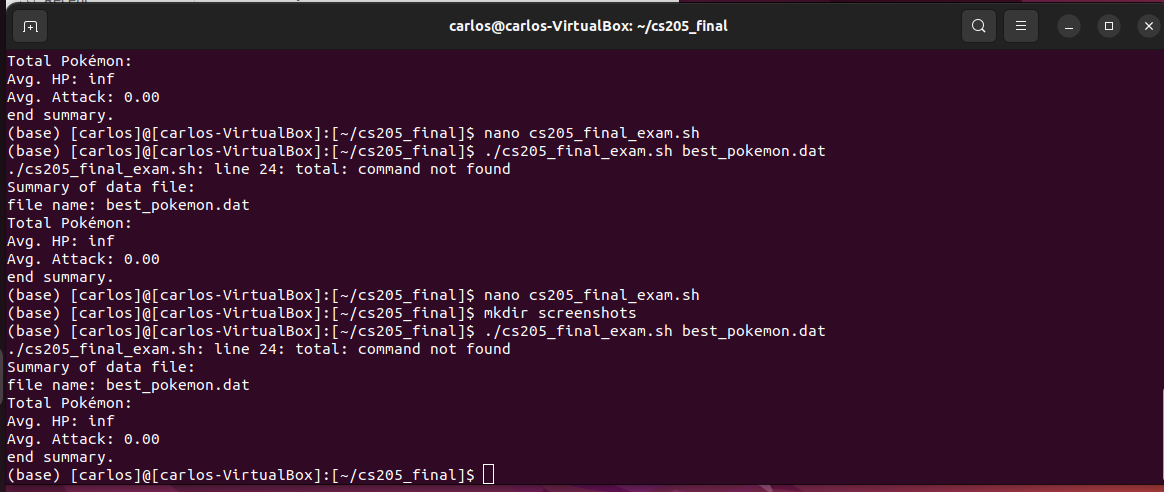 carlos@carlos-VirtualBox: ~/cs205_final
Total Pokémon:
Avg. HP: inf
Avg. Attack: 0.00
end summary.
(base) [carlos]@[carlos-VirtualBox]:[~/cs205_final]$ nano cs205_final_exam.sh
(base) [carlos]@[carlos-VirtualBox]:[~/cs205_final]$ ./cs205_final_exam.sh best_pokemon.dat
./cs205_final_exam.sh: line 24: total: command not found
Summary of data file:
file name: best_pokemon.dat
Total Pokémon:
Avg. HP: inf
Avg. Attack: 0.00
end summary.
(base) [carlos]@[carlos-VirtualBox]:[~/cs205_final]$ nano cs205_final_exam.sh
(base) [carlos]@[carlos-VirtualBox]:[~/cs205_final]$ mkdir screenshots
(base) [carlos]@[carlos-VirtualBox]:[~/cs205_final]$ ./cs205_final_exam.sh best_pokemon.dat
./cs205_final_exam.sh: line 24: total: command not found
Summary of data file:
file name: best_pokemon.dat
Total Pokémon:
Avg. HP: inf
Avg. Attack: 0.00
end summary.
(base) [carlos]@[carlos-VirtualBox]:[~/cs205_final]$